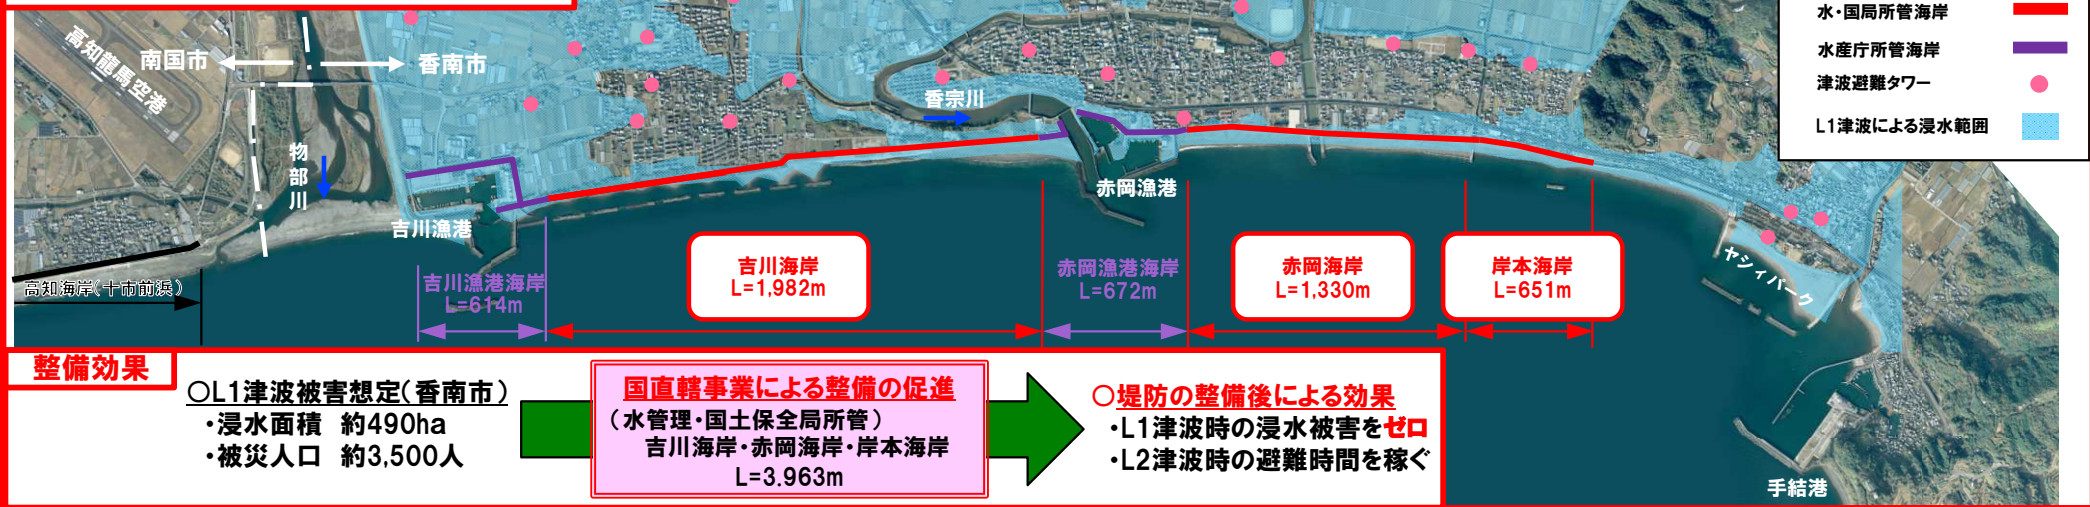 水・国局所管海岸
水産庁所管海岸
津波避難タワー
L1津波による浸水範囲
高知龍馬空港
南国市
香南市
物部川
香宗川
吉川漁港
赤岡漁港
ヤシィパーク
手結港
高知海岸(十市前浜)
吉川漁港海岸
L=614m
吉川海岸
L=1,982m
赤岡漁港海岸
L=672m
赤岡海岸
L=1,330m
岸本海岸
L=651m
整備効果
○L1津波被害想定(香南市)
・浸水面積 約490ha
・被災人口 約3,500人
国直轄事業による整備の促進
(水管理・国土保全局所管)
吉川海岸・赤岡海岸・岸本海岸
L=3.963m
○堤防の整備後による効果
・L1津波時の浸水被害をゼロ
・L2津波時の避難時間を稼ぐ